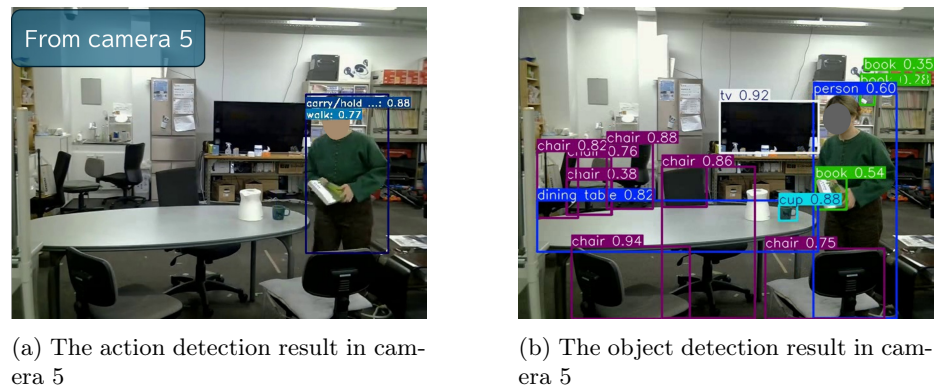 From camera 5
carry/hold ...: 0.88
walk: 0.77
book 0.35
book 0.28
person 0.60
tv 0.92
chair 0.88
chair 0.82
chair 0.76
chair 0.86
chair 0.38
book 0.54
dining table 0.82
cup 0.88
chair 0.94
chair 0.75
(a) The action detection result in cam-
era 5
(b) The object detection result in cam-
era 5